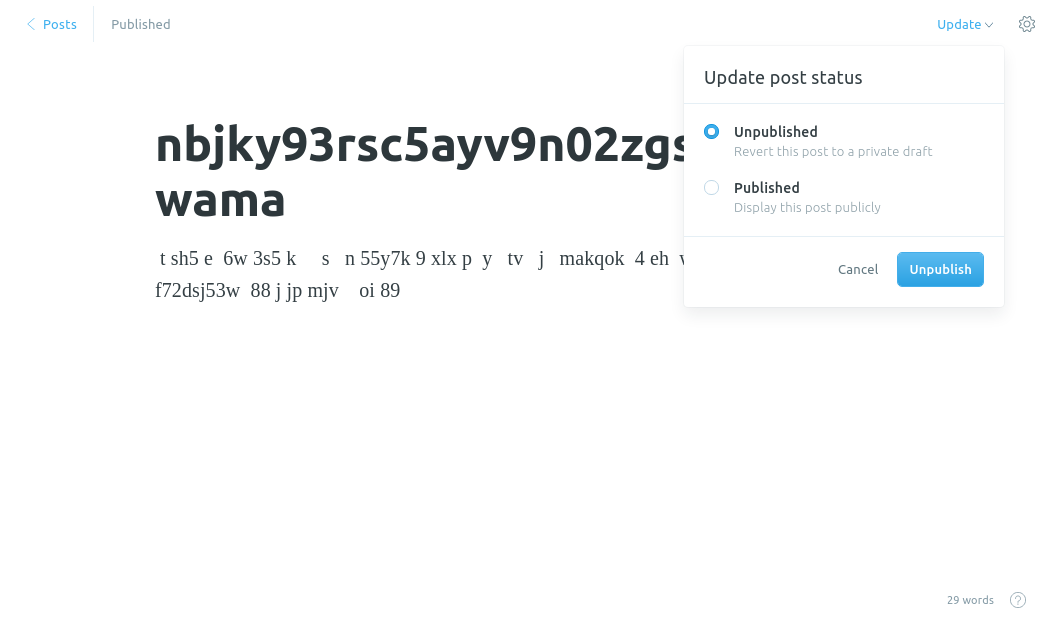 Posts
Published
Update
Update post status
Unpublished
Revert this post to a private draft
Published
Display this post publicly
Cancel
Unpublish
nbjky93rsc5ayv9n02zgs
wama
t sh5 e 6w 3s5 k s n 55y7k 9 xlx p y tv j makqok 4 eh
f72dsj53w 88 j jp mjv oi 89
29 words